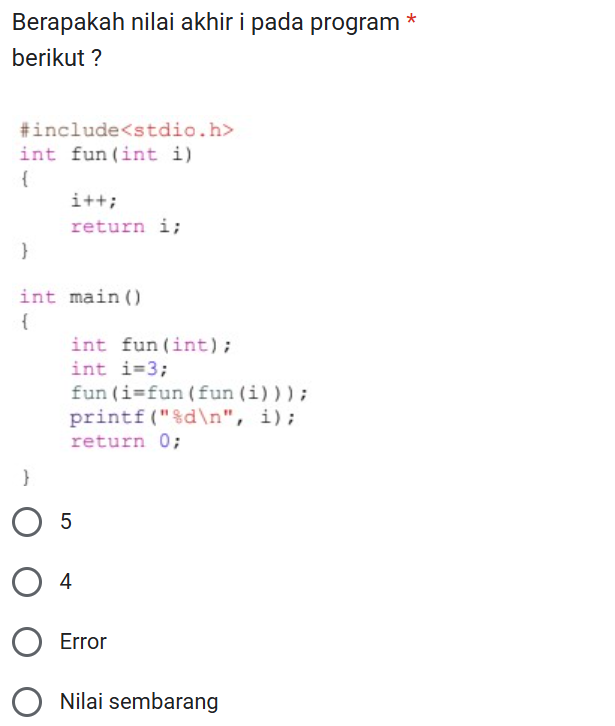 Berapakah nilai akhir i pada program *
berikut ?
#include<stdio.h>
int fun(int i)
{
i++;
return i;
}
int main()
{
int fun(int);
int i=3;
fun(i=fun(fun(i)));
printf("%d\n", i);
return 0;
}
5
4
Error
Nilai sembarang